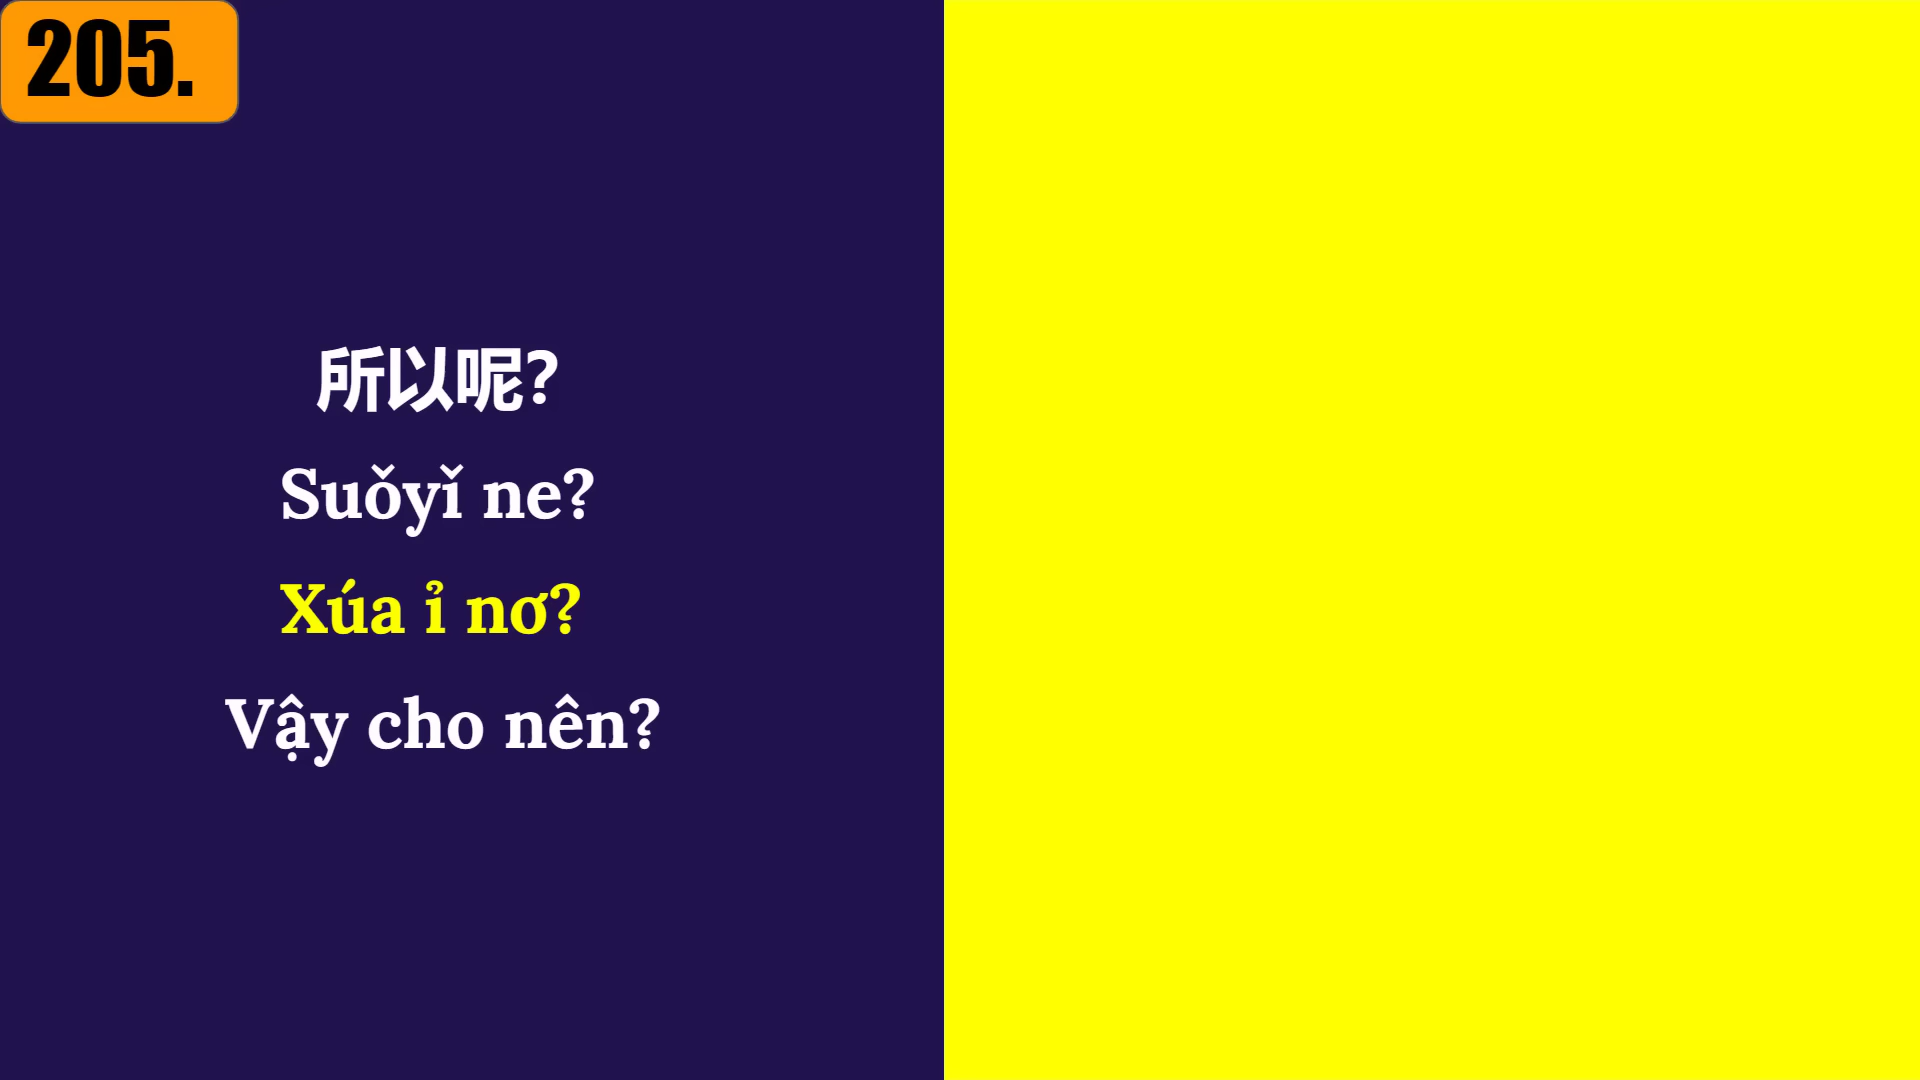 205.
所以呢?
Suǒyǐ ne?
Xúa ỉ nơ?
Vậy cho nên?